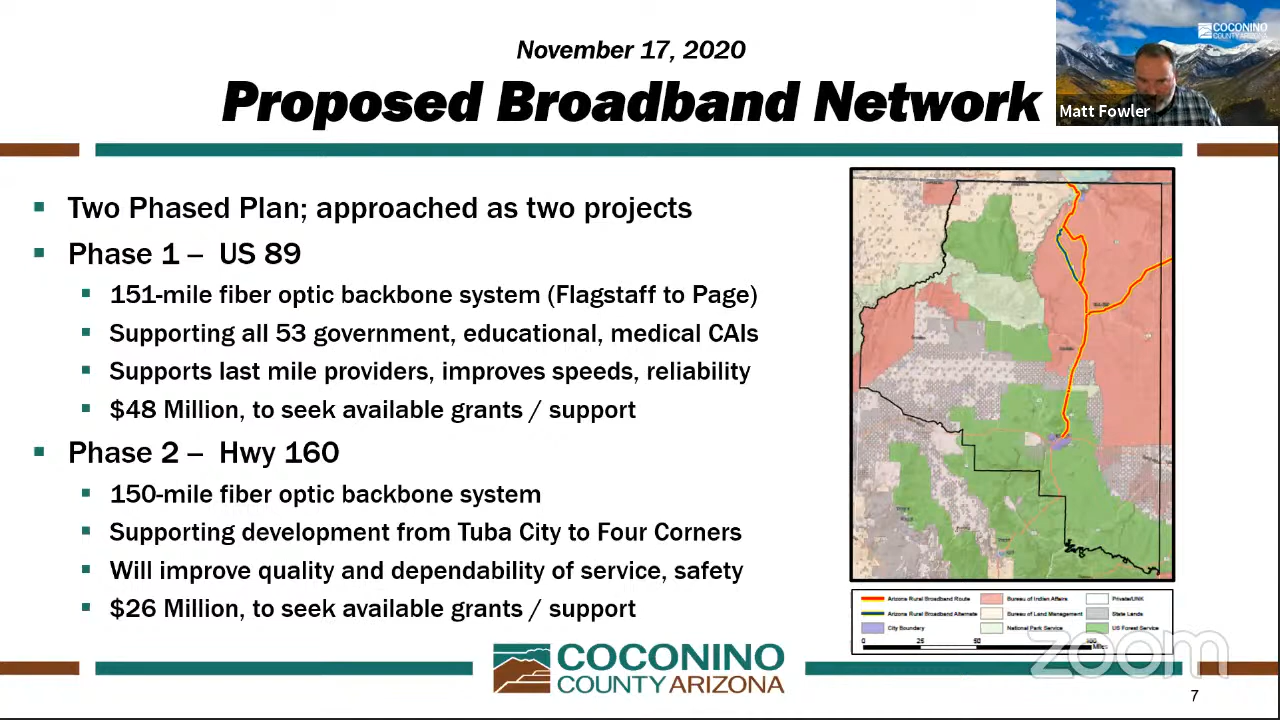 November 17, 2020
Proposed Broadband Network
COCONINO
COUNTY ARIZONA
Matt Fowler
▪ Two Phased Plan; approached as two projects
▪ Phase 1 – US 89
▪ 151-mile fiber optic backbone system (Flagstaff to Page)
▪ Supporting all 53 government, educational, medical CAIs
▪ Supports last mile providers, improves speeds, reliability
▪ $48 Million, to seek available grants / support
▪ Phase 2 – Hwy 160
▪ 150-mile fiber optic backbone system
▪ Supporting development from Tuba City to Four Corners
▪ Will improve quality and dependability of service, safety
▪ $26 Million, to seek available grants / support
Arizona Rural Broadband Route Bureau of Indian Affairs Private/UNK
Arizona Rural Broadband Alternate Bureau of Land Management State Lands
City Boundary National Park Service US Forest Service
0 25 50 100
Miles
zoom
COCONINO
COUNTY ARIZONA
7